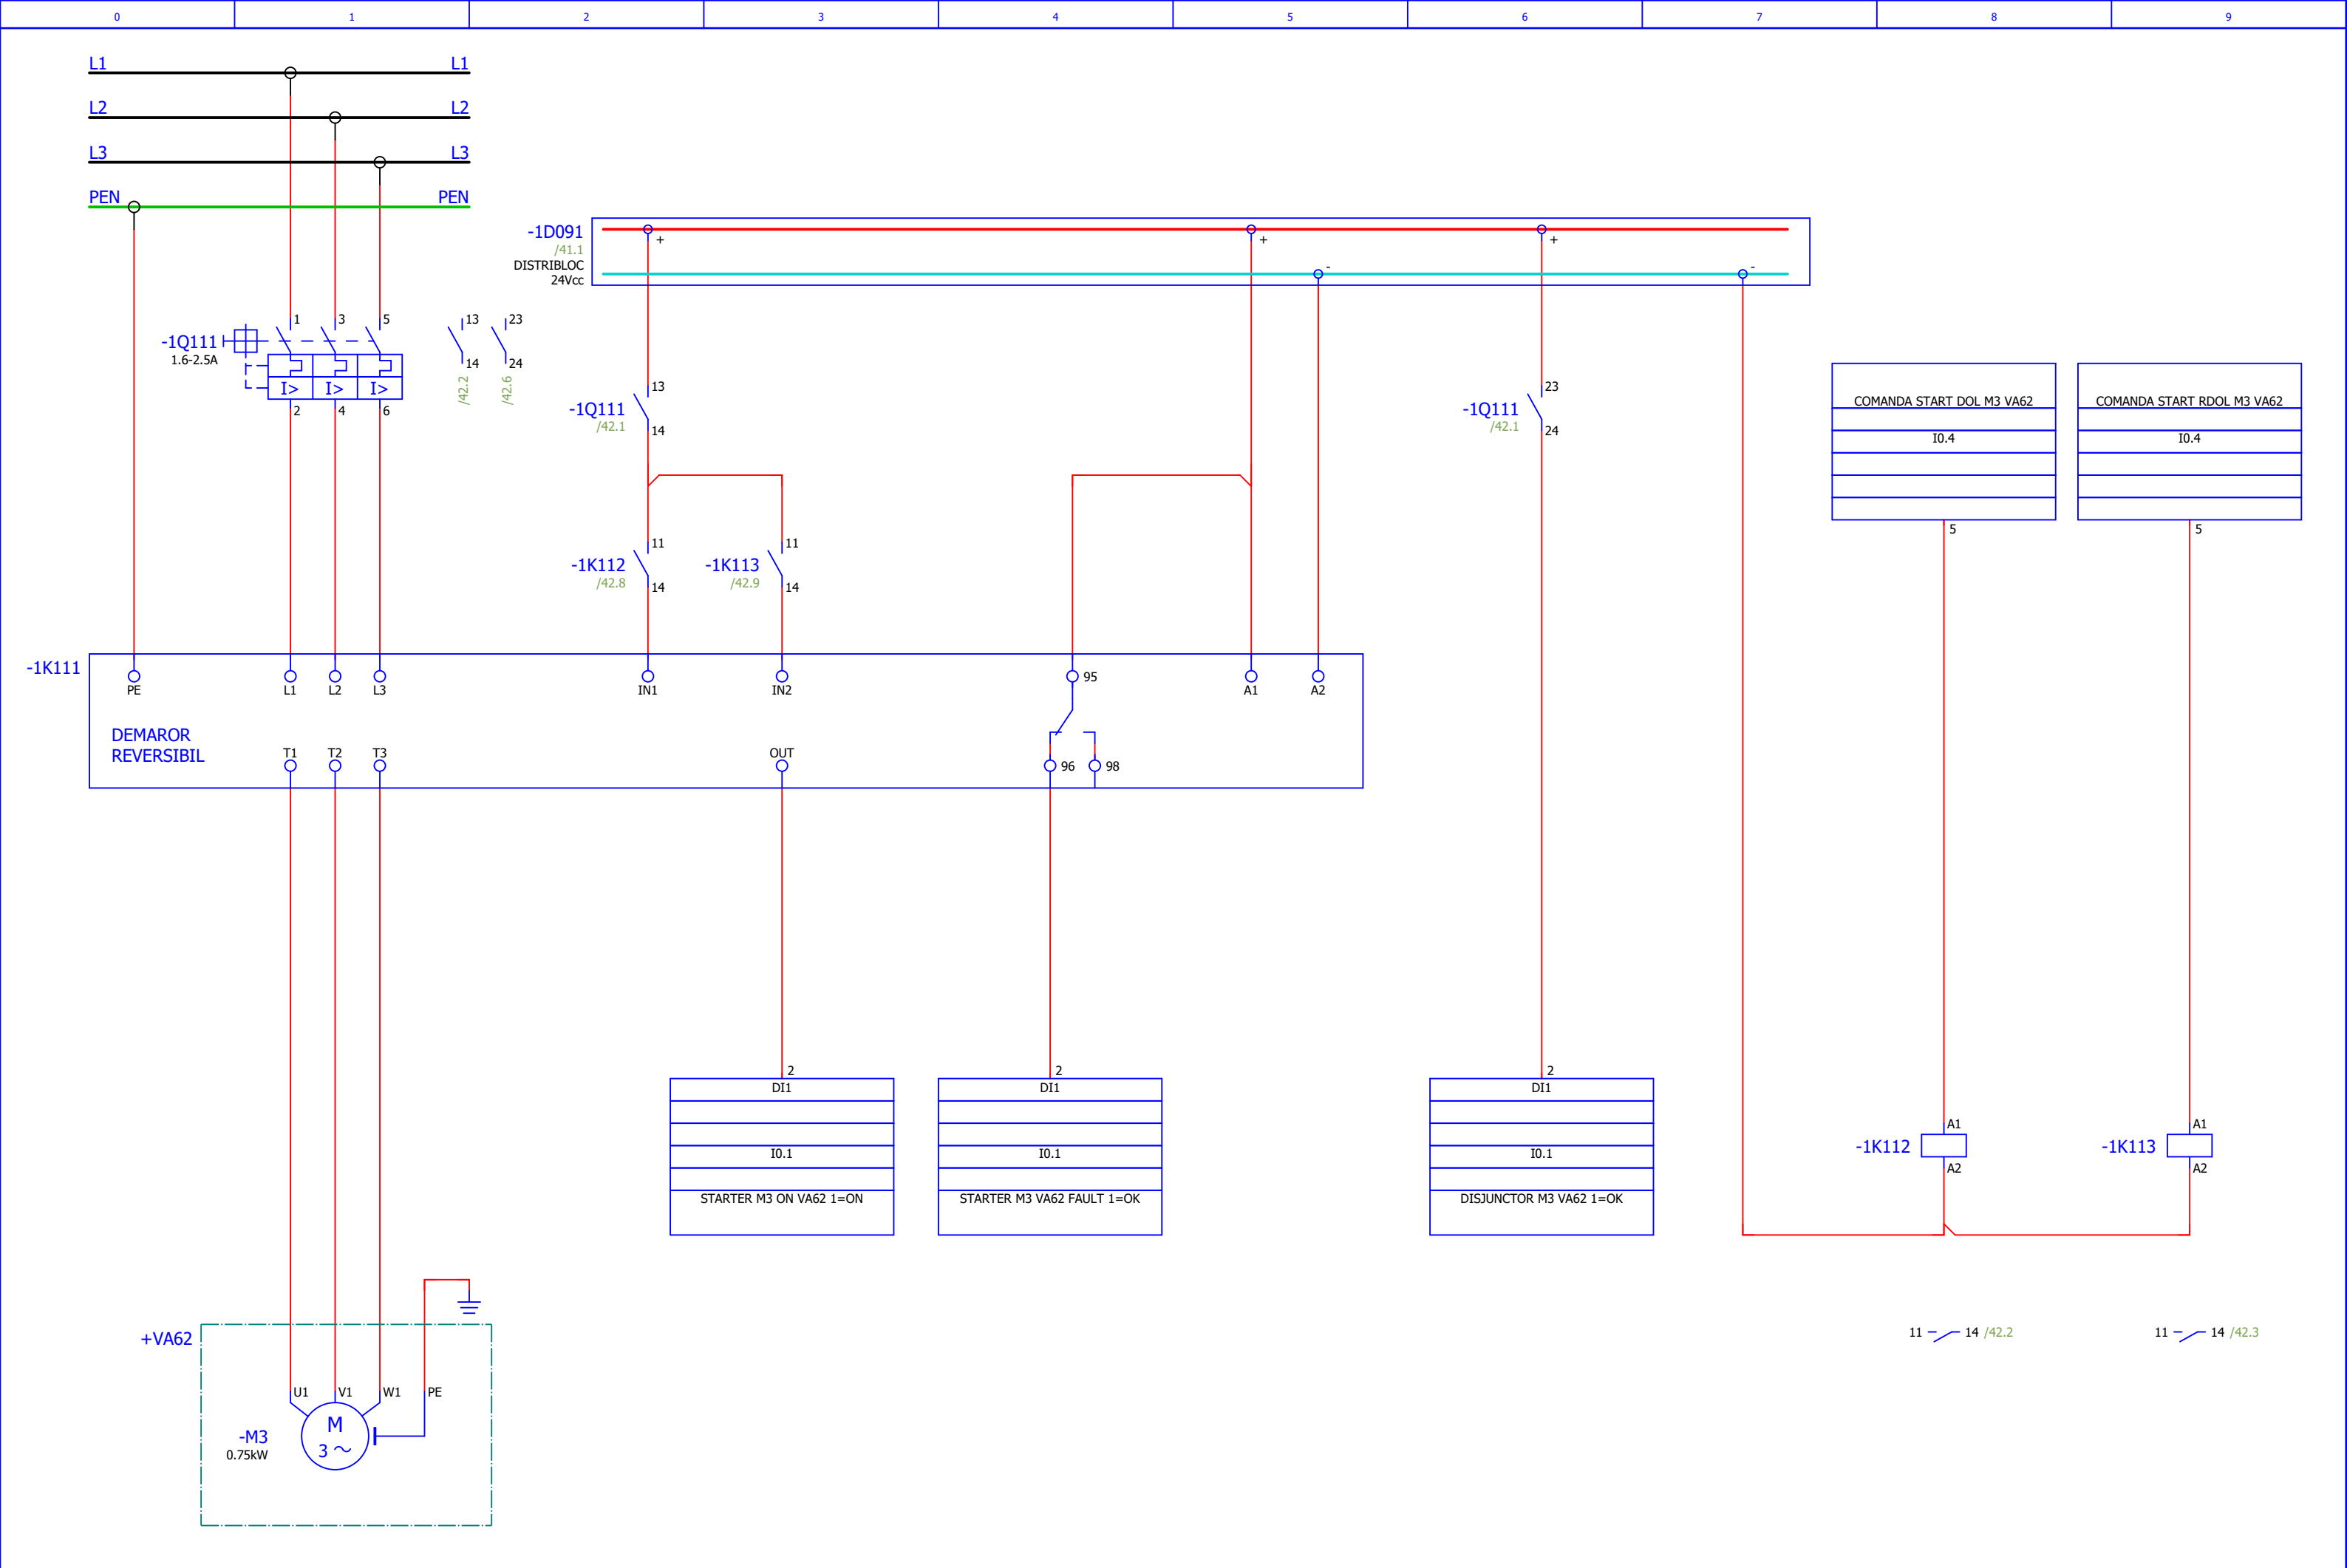 0 1 2 3 4 5 6 7 8 9
L1 L1
L2 L2
L3 L3
PEN PEN
-1D091
/41.1
DISTRIBLOC
24Vcc
+ + - + -
-1Q111
1.6-2.5A
1 3 5
I> I> I>
2 4 6
13 23
14 24
/42.2 /42.6
-1Q111
/42.1
13
14
-1Q111
/42.1
23
24
COMANDA START DOL M3 VA62
I0.4
5
COMANDA START RDOL M3 VA62
I0.4
5
-1K112
/42.8
11
14
-1K113
/42.9
11
14
-1K111
PE L1 L2 L3 IN1 IN2 95 A1 A2
DEMAROR
REVERSIBIL
T1 T2 T3 OUT 96 98
2
DI1
I0.1
STARTER M3 ON VA62 1=ON
2
DI1
I0.1
STARTER M3 VA62 FAULT 1=OK
2
DI1
I0.1
DISJUNCTOR M3 VA62 1=OK
-1K112
A1
A2
-1K113
A1
A2
11 14 /42.2
11 14 /42.3
+VA62
U1 V1 W1 PE
-M3
0.75kW
M
3 ~